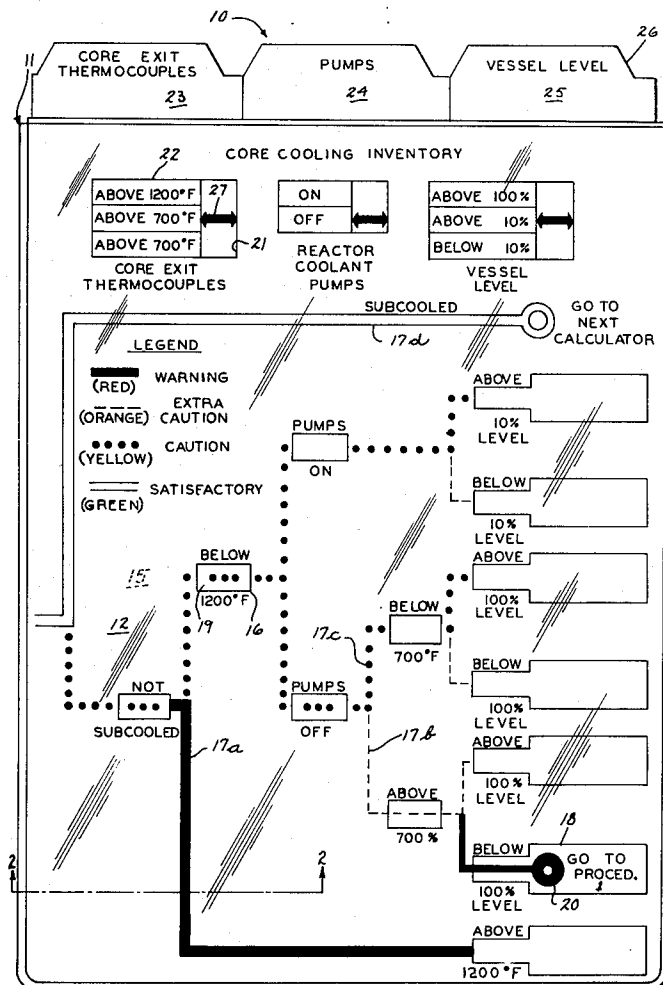 10
11
CORE EXIT
THERMOCOUPLES
23
PUMPS
24
VESSEL LEVEL
25
26
CORE COOLING INVENTORY
22
ABOVE 1200°F
ABOVE 700°F
ABOVE 700°F
27
21
CORE EXIT
THERMOCOUPLES
ON
OFF
REACTOR
COOLANT
PUMPS
ABOVE 100%
ABOVE 10%
BELOW 10%
VESSEL
LEVEL
SUBCOOLED
17d
GO TO
NEXT
CALCULATOR
LEGEND
(RED) WARNING
(ORANGE) EXTRA
CAUTION
(YELLOW) CAUTION
(GREEN) SATISFACTORY
PUMPS
ON
ABOVE
10%
LEVEL
BELOW
10%
LEVEL
15
12
19
BELOW
1200°F
16
17c
BELOW
700°F
ABOVE
100%
LEVEL
BELOW
100%
LEVEL
NOT
SUBCOOLED
17a
PUMPS
OFF
17b
ABOVE
700%
ABOVE
100%
LEVEL
BELOW
100%
LEVEL
18
GO TO
PROCED.
20
2
2
ABOVE
1200°F